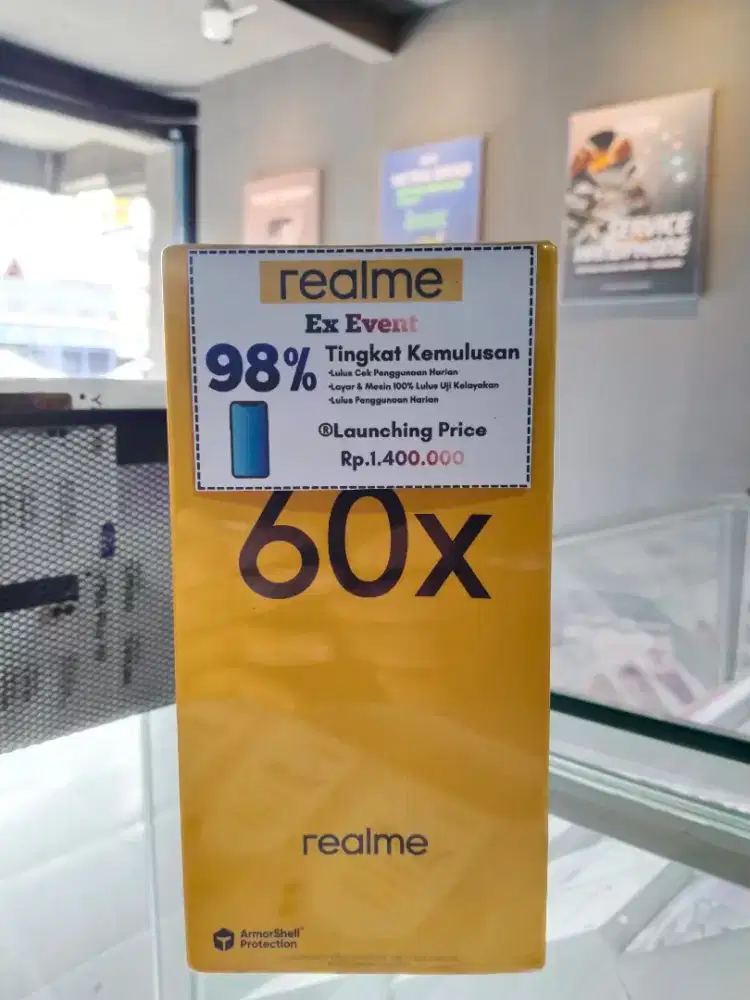 realme
Ex Event
98% Tingkat Kemulusan
•Lulus Cek Penggunaan Harian
•Layar & Mesin 100% Lulus Uji Kelayakan
•Lulus Penggunaan Harian
®Launching Price
Rp.1.400.000
60x
realme
ArmorShell
Protection
SERVICE